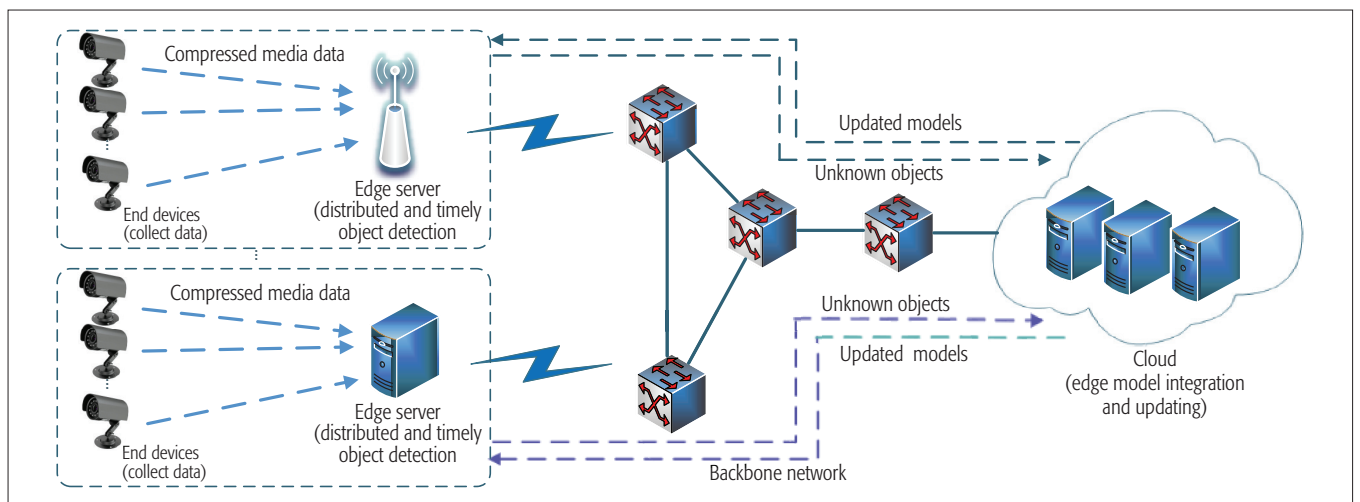 Compressed media data
Edge server
(distributed and timely
object detection)
End devices
(collect data)
Compressed media data
Edge server
(distributed and timely
object detection)
End devices
(collect data)
Updated models
Unknown objects
Unknown objects
Updated models
Backbone network
Cloud
(edge model integration
and updating)